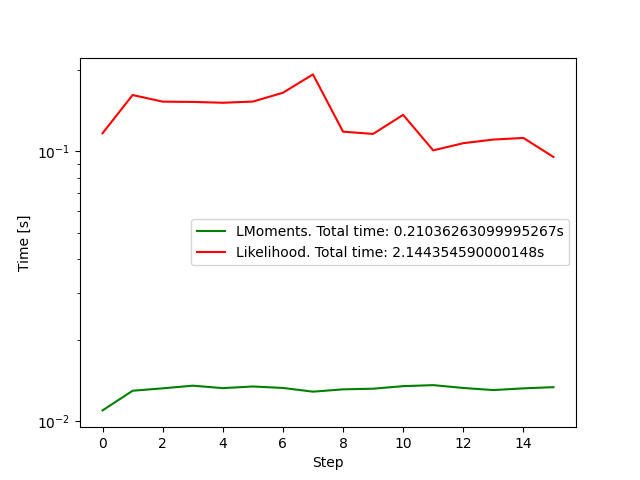 10⁻¹
Time [s]
LMoments. Total time: 0.21036263099995267s
Likelihood. Total time: 2.144354590000148s
10⁻²
0 2 4 6 8 10 12 14
Step